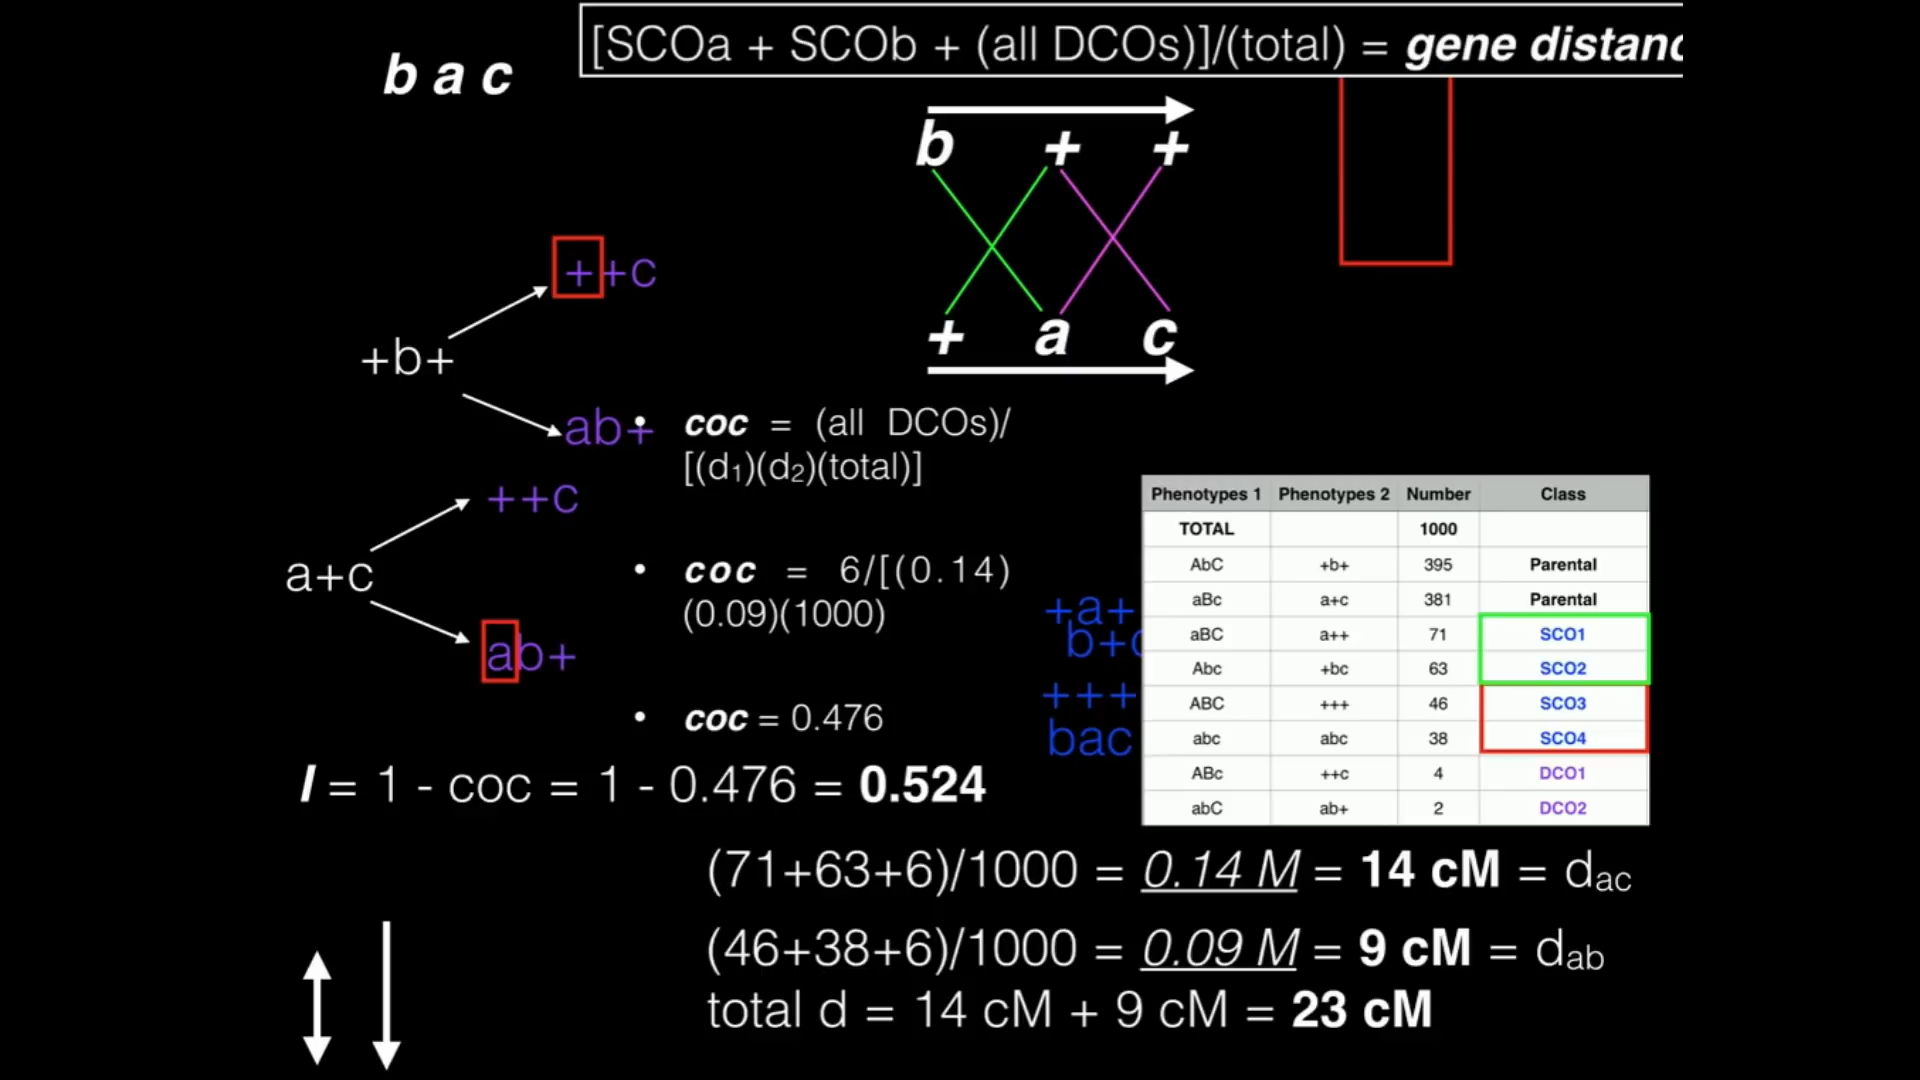 [SCOa + SCOb + (all DCOs)]/(total) = gene distanc
b a c
b + +
+ a c
++c
+b+
ab+
++c
a+c
ab+
• coc = (all DCOs)/
[(d₁)(d₂)(total)]
• coc = 6/[(0.14)
(0.09)(1000)
• coc = 0.476
I = 1 - coc = 1 - 0.476 = 0.524
+a+
b+c
+++
bac
Phenotypes 1 Phenotypes 2 Number Class
TOTAL 1000
AbC +b+ 395 Parental
aBc a+c 381 Parental
aBC a++ 71 SCO1
Abc +bc 63 SCO2
ABC +++ 46 SCO3
abc abc 38 SCO4
ABc ++c 4 DCO1
abC ab+ 2 DCO2
(71+63+6)/1000 = 0.14 M = 14 cM = dac
(46+38+6)/1000 = 0.09 M = 9 cM = dab
total d = 14 cM + 9 cM = 23 cM